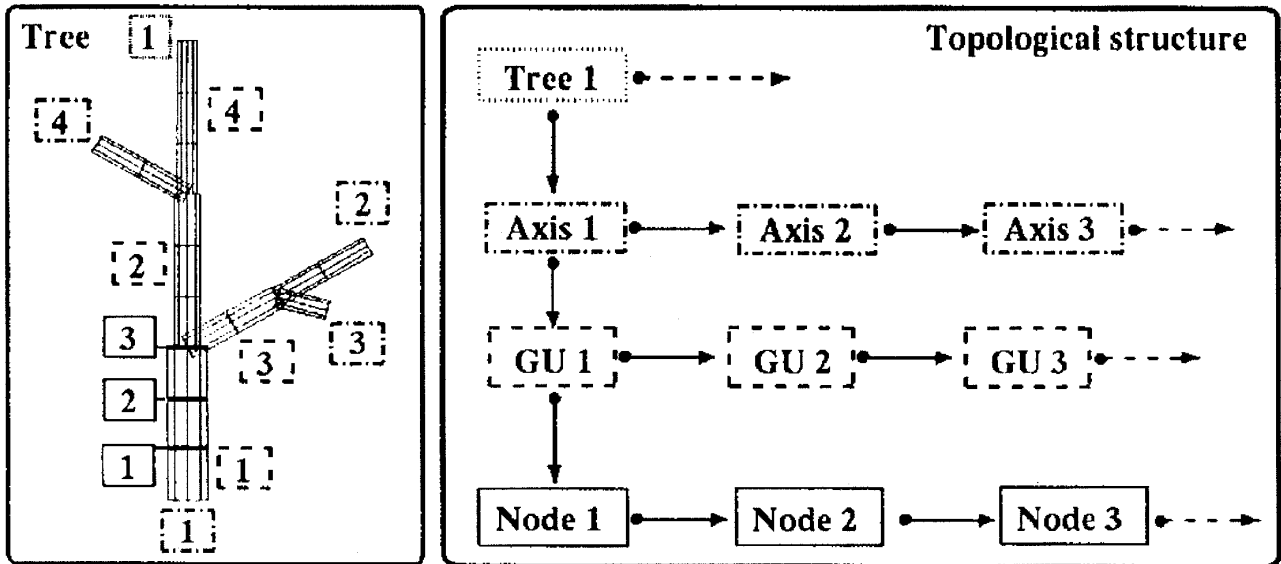 Tree
1
4
4
2
2
3
3
3
2
1
1
1
Topological structure
Tree 1
Axis 1
Axis 2
Axis 3
GU 1
GU 2
GU 3
Node 1
Node 2
Node 3